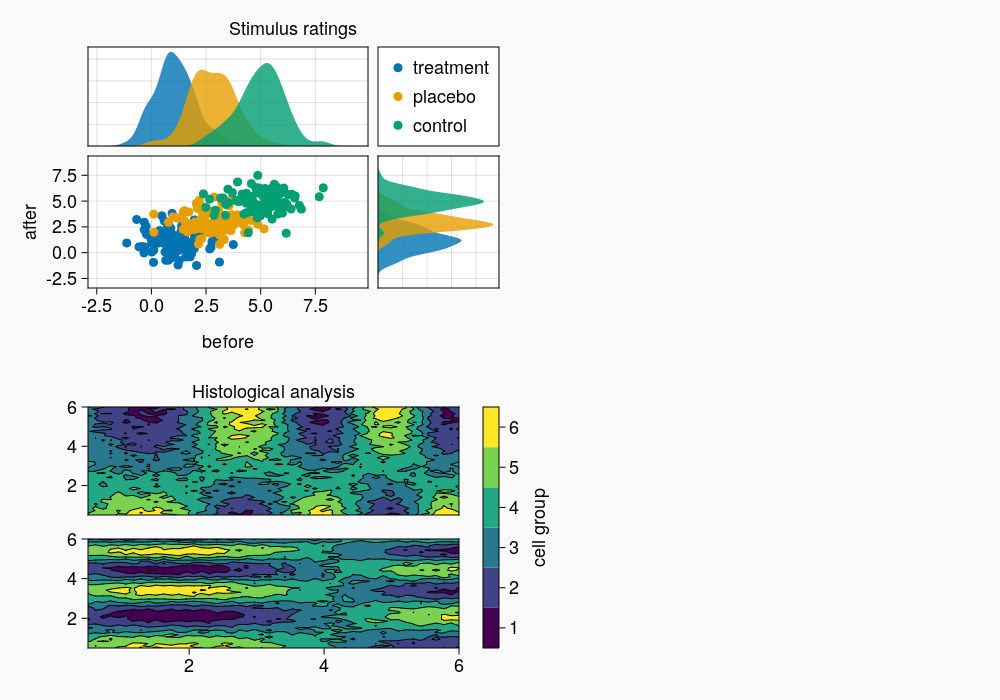 Stimulus ratings
treatment
placebo
control
after
7.5
5.0
2.5
0.0
-2.5
-2.5 0.0 2.5 5.0 7.5
before
Histological analysis
6
4
2
6
4
2
2 4 6
6
5
4
3
2
1
cell group